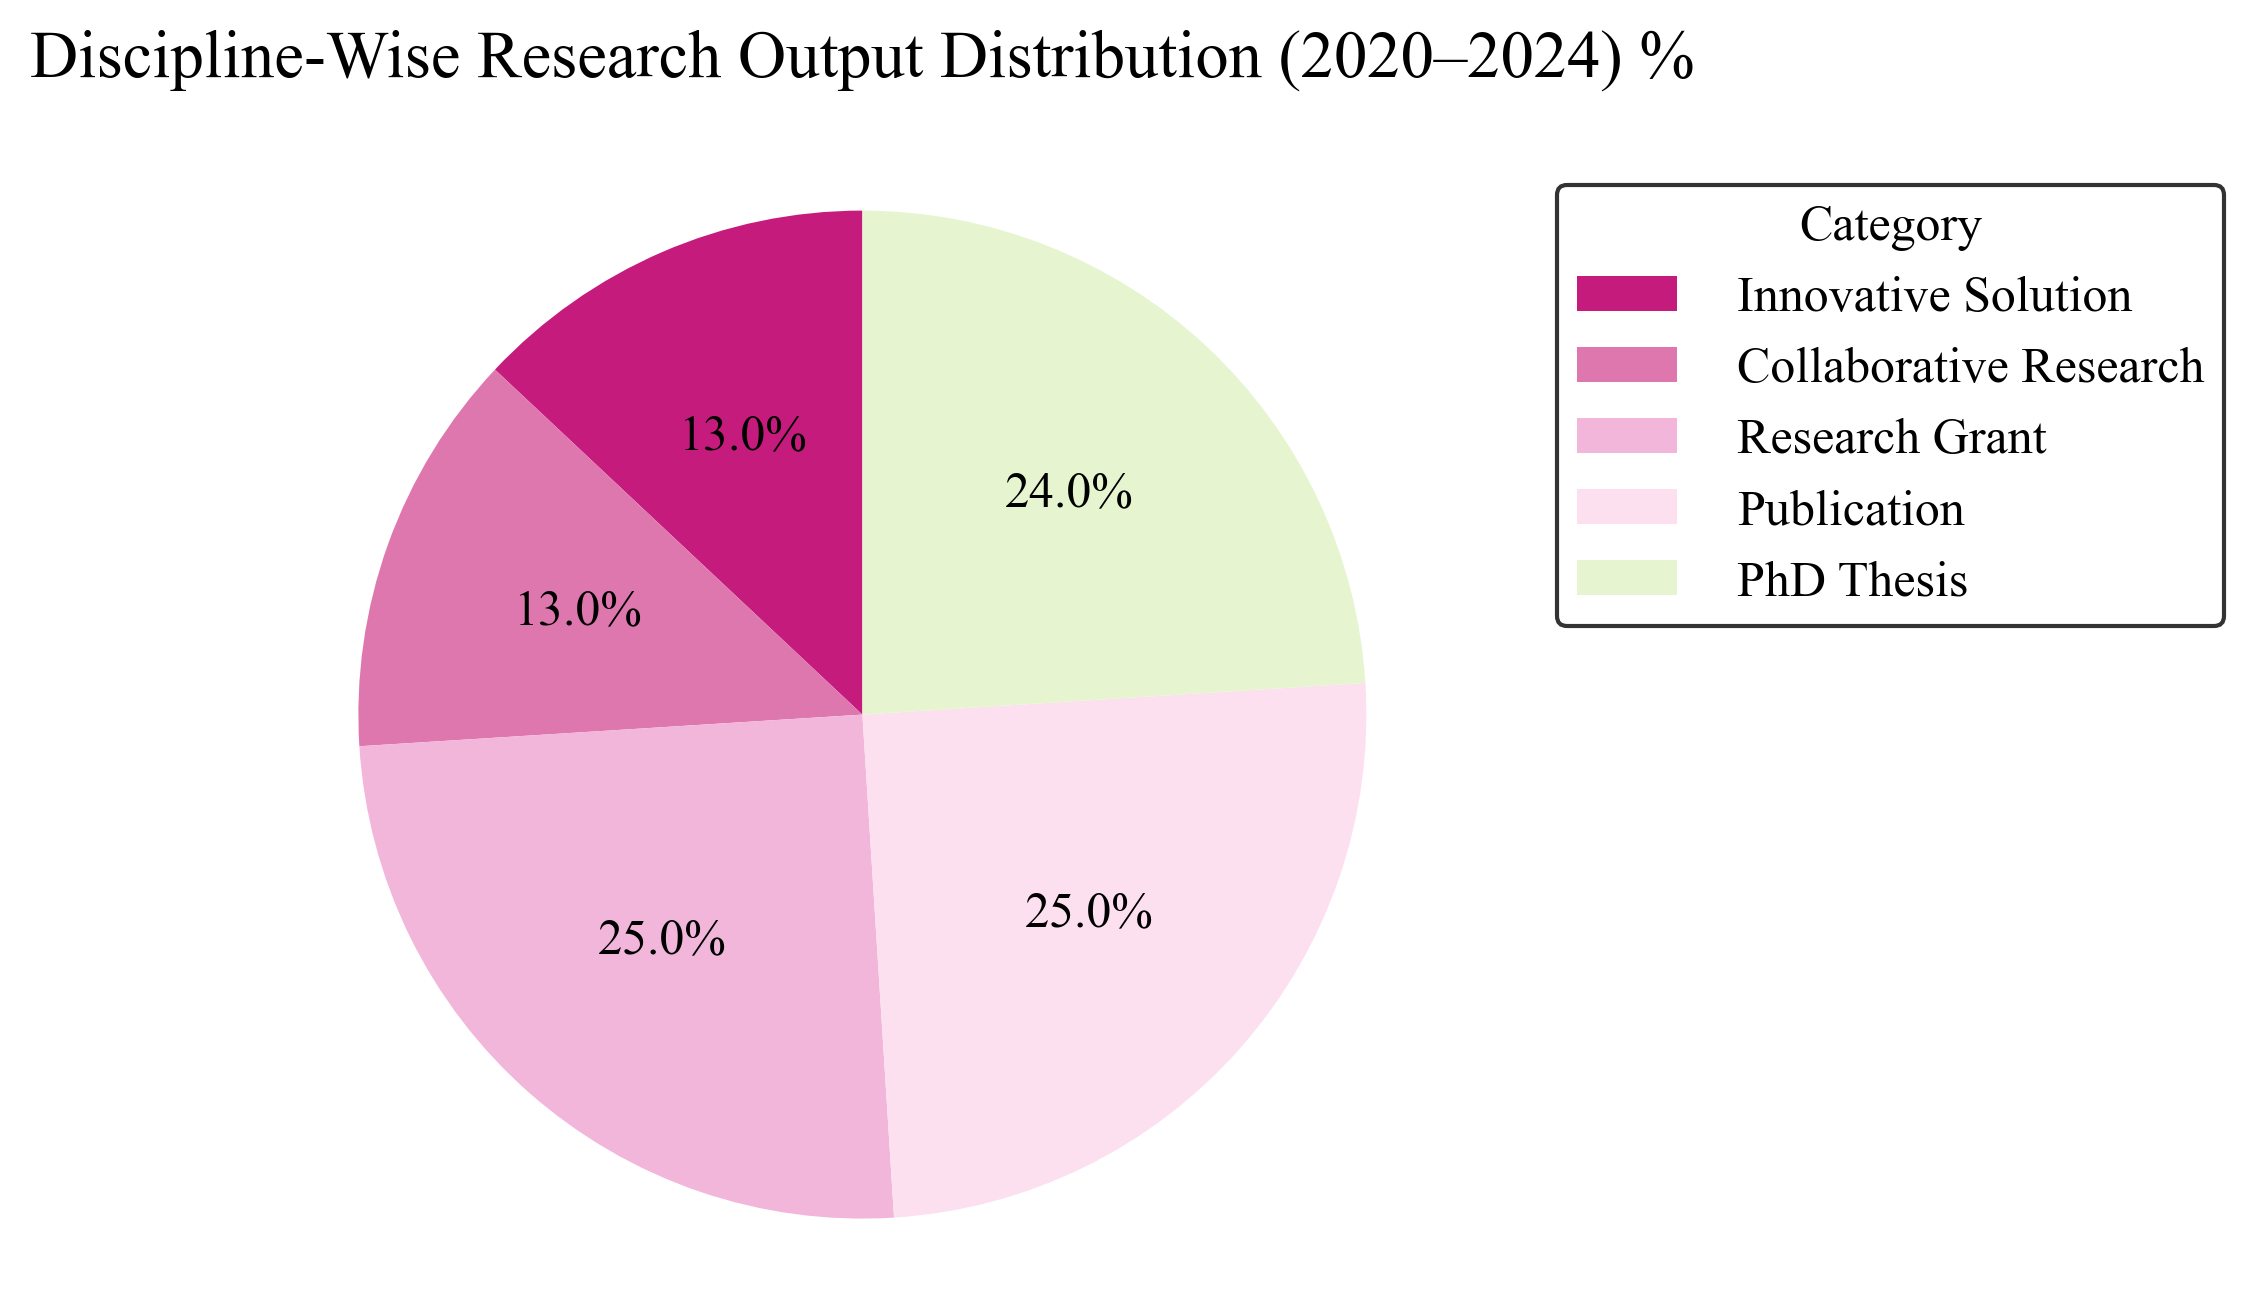 Discipline-Wise Research Output Distribution (2020–2024) %
Category
Innovative Solution
Collaborative Research
Research Grant
Publication
PhD Thesis
13.0%
24.0%
13.0%
25.0%
25.0%